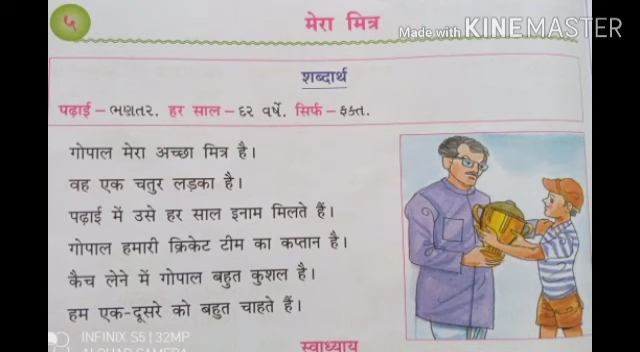 ५
मेरा मित्र
Made with KINEMASTER
शब्दार्थ
पढ़ाई – ભણતર. हर साल – દર વર્ષે. सिर्फ – ફક્ત.
गोपाल मेरा अच्छा मित्र है।
वह एक चतुर लड़का है।
पढ़ाई में उसे हर साल इनाम मिलते हैं।
गोपाल हमारी क्रिकेट टीम का कप्तान है।
कैच लेने में गोपाल बहुत कुशल है।
हम एक-दूसरे को बहुत चाहते हैं।
INFINIX S5 | 32MP
स्वाध्याय